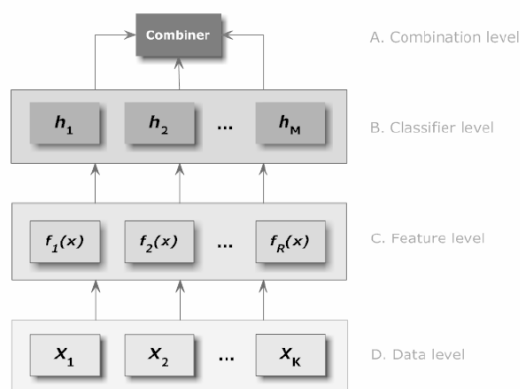 Combiner
A. Combination level
h1 h2 ... hM
B. Classifier level
f1(x) f2(x) ... fR(x)
C. Feature level
X1 X2 ... XK
D. Data level